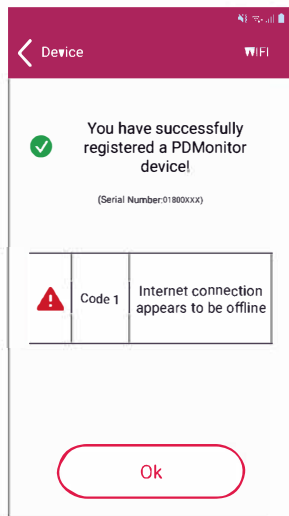 Device
WIFI
You have successfully
registered a PDMonitor
device!
(Serial Number:01800XXX)
Code 1
Internet connection
appears to be offline
Ok